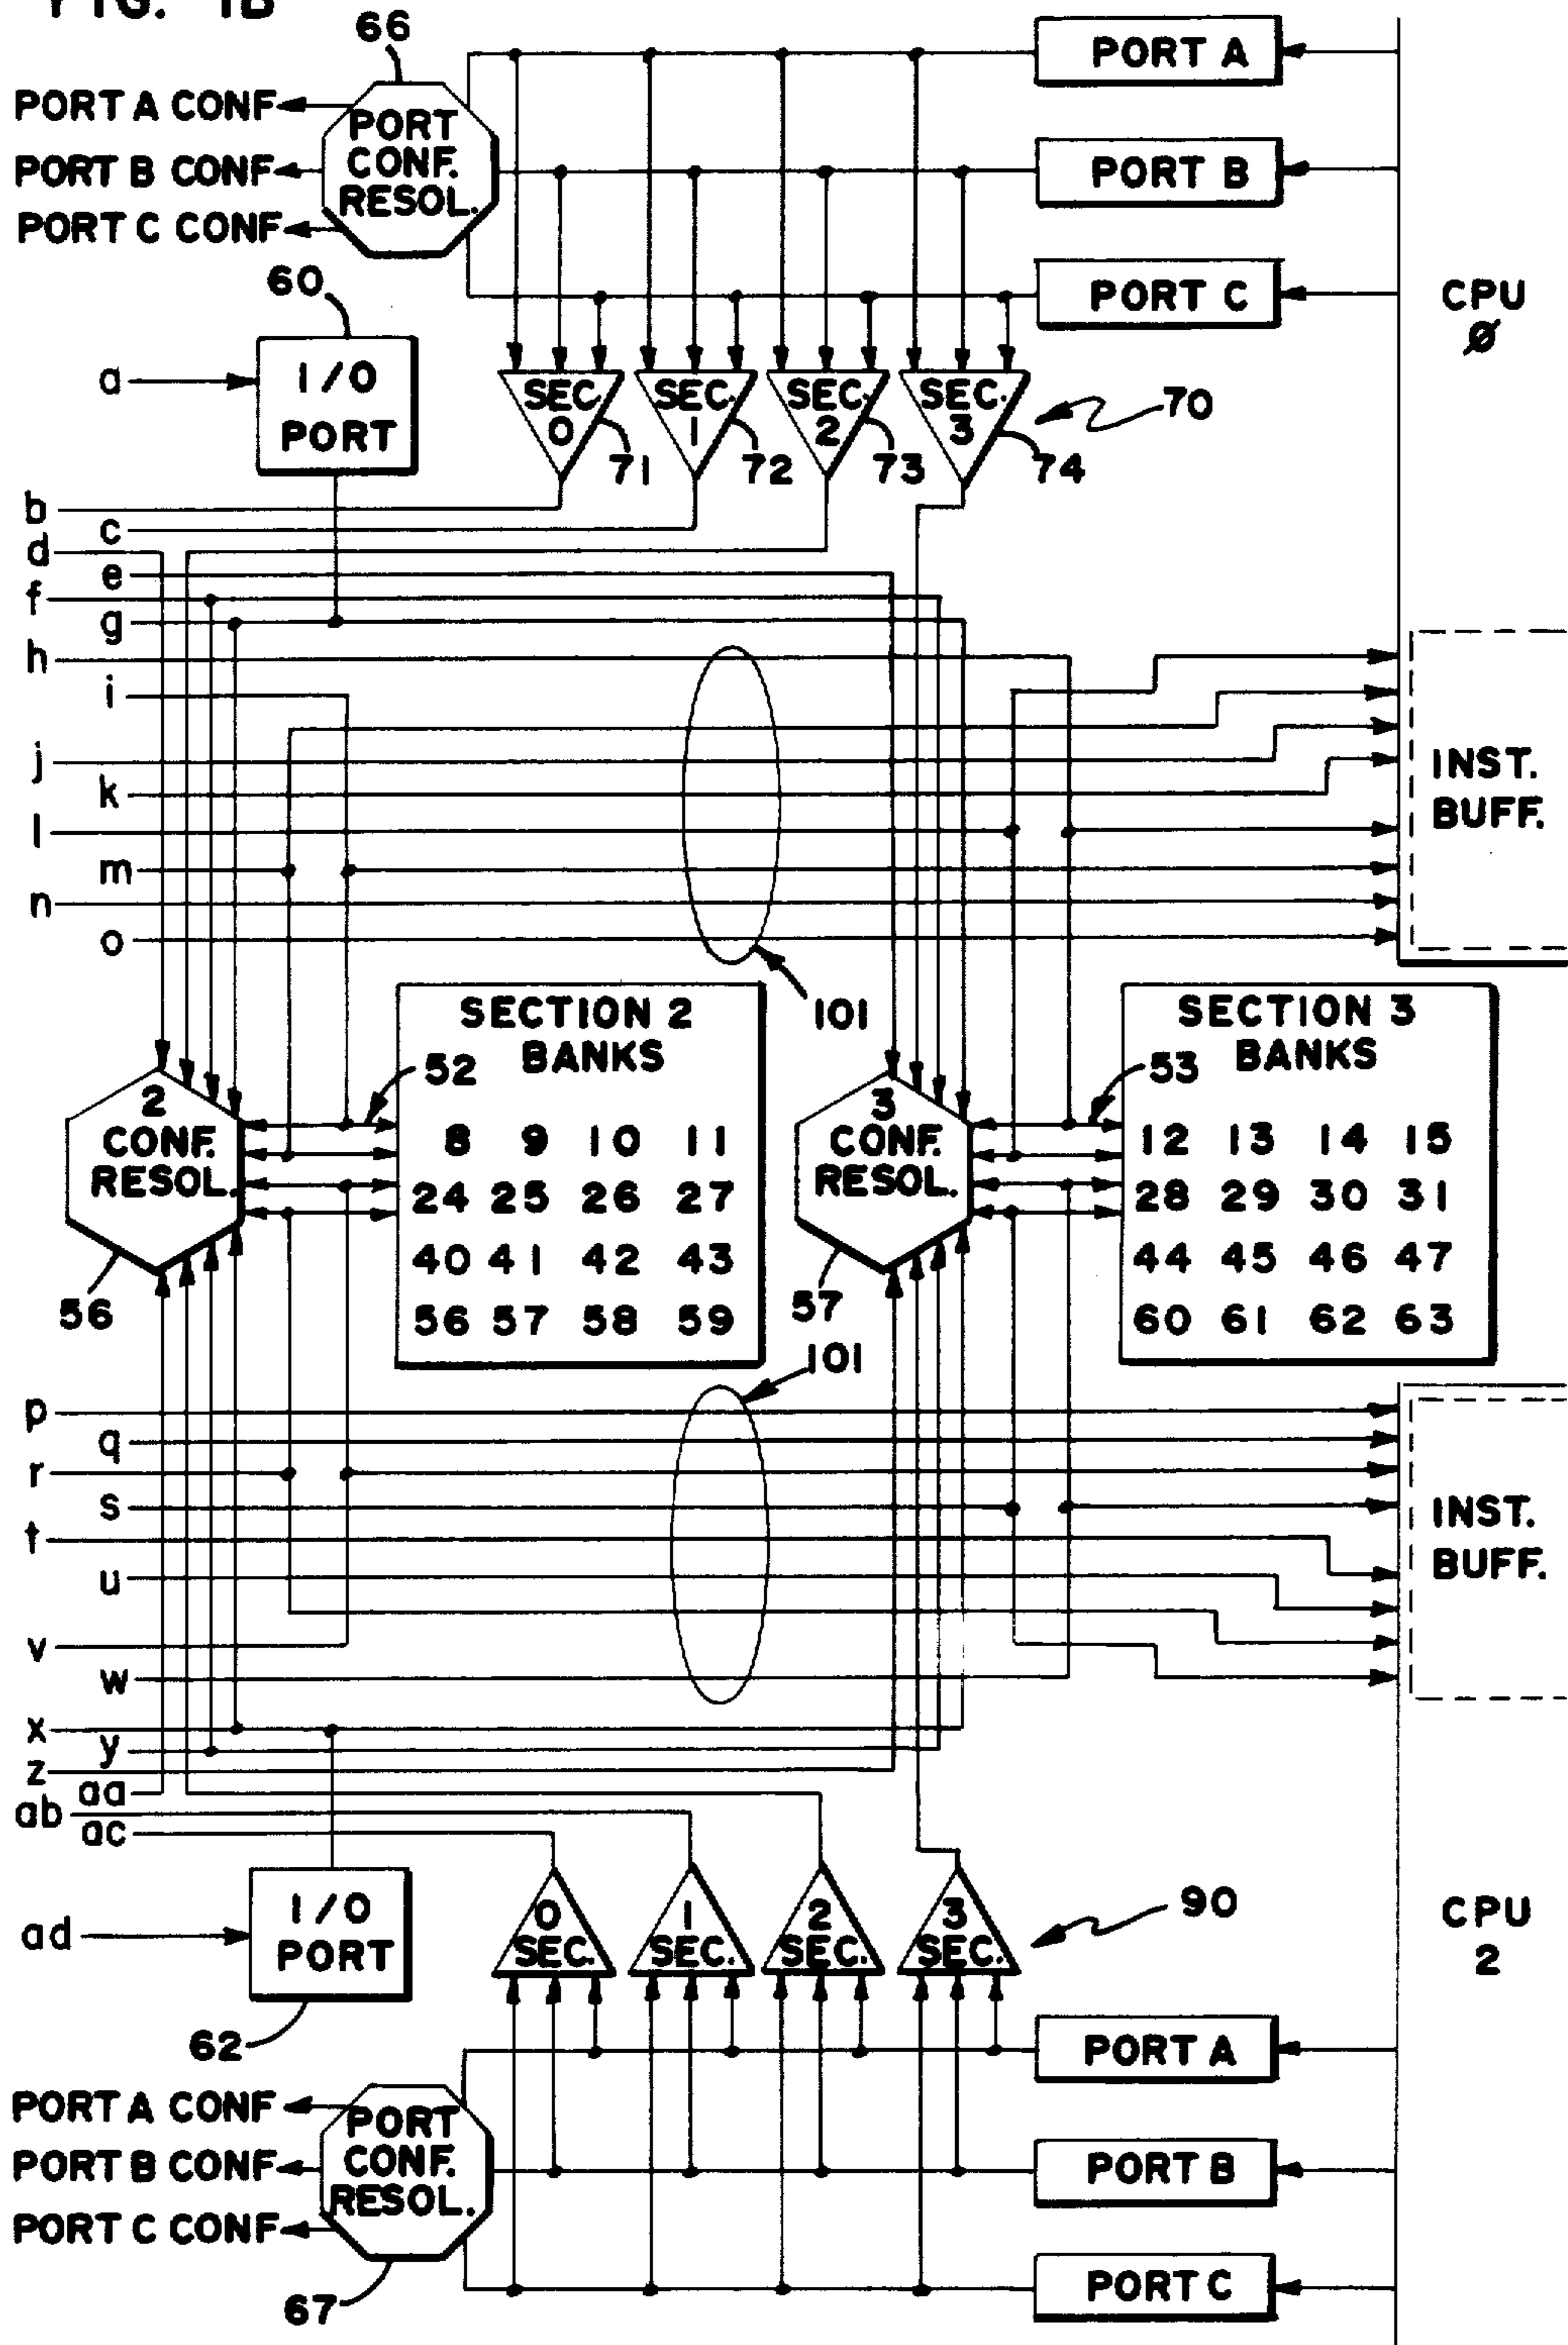 FIG. 1B
66
PORT A CONF
PORT B CONF
PORT C CONF
PORT
CONF.
RESOL.
PORT A
PORT B
PORT C
CPU
Ø
60
a
I/O
PORT
SEC.
0
SEC.
1
SEC.
2
SEC.
3
70
71
72
73
74
b
c
d
e
f
g
h
i
j
k
l
m
n
o
INST.
BUFF.
101
SECTION 2
BANKS
52
8 9 10 11
24 25 26 27
40 41 42 43
56 57 58 59
2
CONF.
RESOL.
56
SECTION 3
BANKS
53
12 13 14 15
28 29 30 31
44 45 46 47
60 61 62 63
3
CONF.
RESOL.
57
101
p
q
r
s
t
u
v
w
x
y
z
aa
ab
ac
INST.
BUFF.
ad
I/O
PORT
62
0
SEC.
1
SEC.
2
SEC.
3
SEC.
90
CPU
2
PORT A
PORT B
PORT C
PORT A CONF
PORT B CONF
PORT C CONF
PORT
CONF.
RESOL.
67